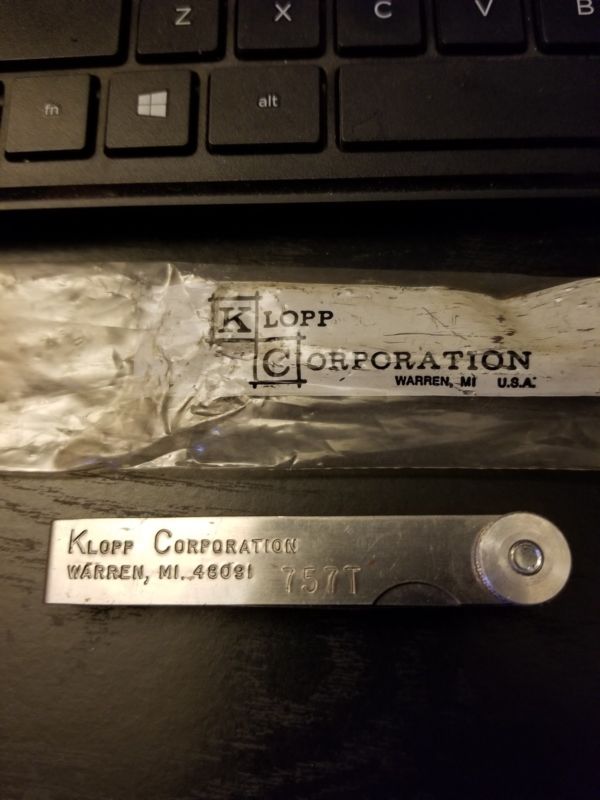 Z X C V B
fn alt
KLOPP
CORPORATION
WARREN, MI U.S.A.
KLOPP CORPORATION
WARREN, MI. 48091 757T